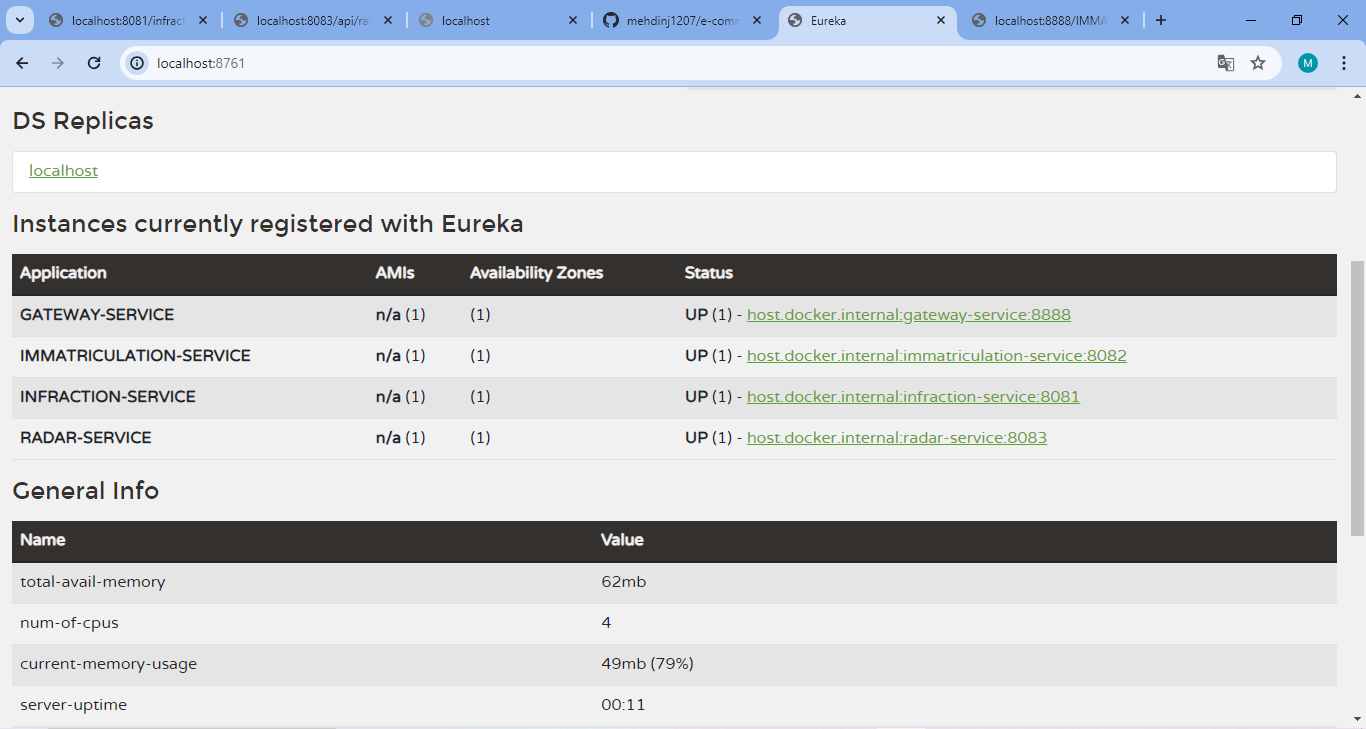 localhost:8081/infract
localhost:8083/api/ra
localhost
mehdinj1207/e-com
Eureka
localhost:8888/IMMA
localhost:8761
M
DS Replicas
localhost
Instances currently registered with Eureka
Application AMIs Availability Zones Status
GATEWAY-SERVICE n/a (1) (1) UP (1) - host.docker.internal:gateway-service:8888
IMMATRICULATION-SERVICE n/a (1) (1) UP (1) - host.docker.internal:immatriculation-service:8082
INFRACTION-SERVICE n/a (1) (1) UP (1) - host.docker.internal:infraction-service:8081
RADAR-SERVICE n/a (1) (1) UP (1) - host.docker.internal:radar-service:8083
General Info
Name Value
total-avail-memory 62mb
num-of-cpus 4
current-memory-usage 49mb (79%)
server-uptime 00:11